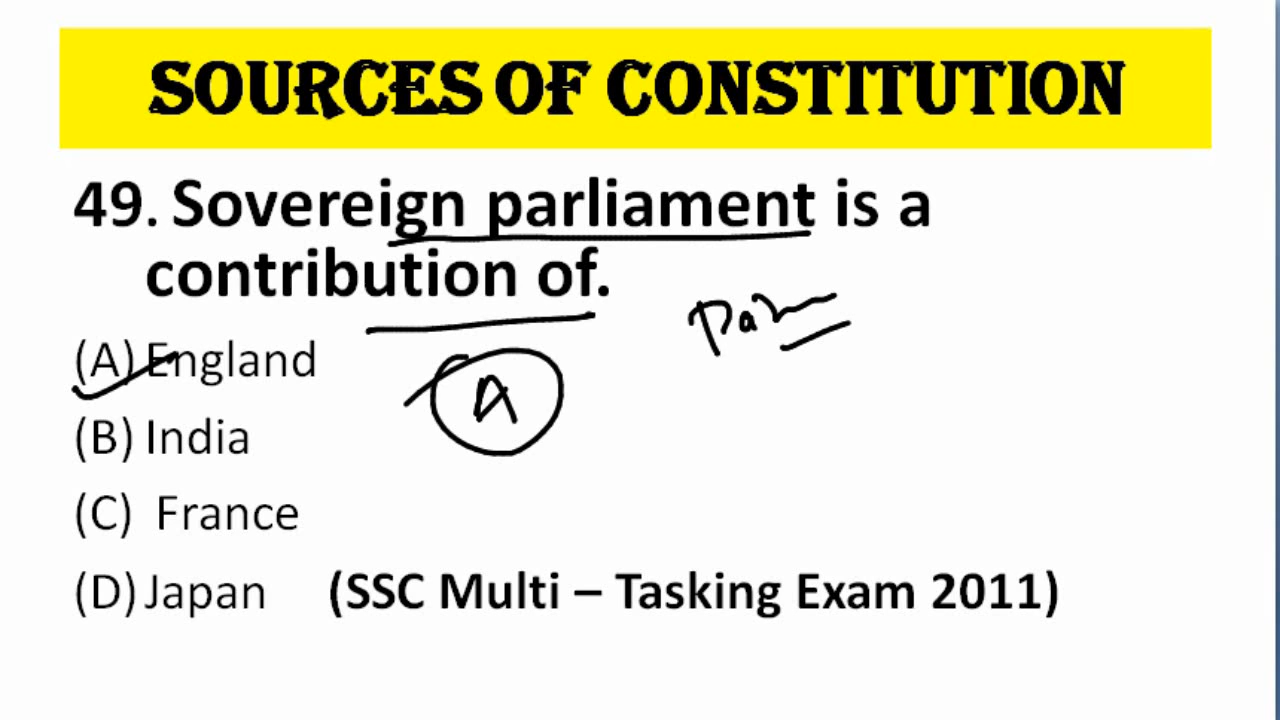 SOURCES OF CONSTITUTION
49. Sovereign parliament is a
contribution of.
(A) England
A
(B) India
(C) France
(D) Japan (SSC Multi – Tasking Exam 2011)